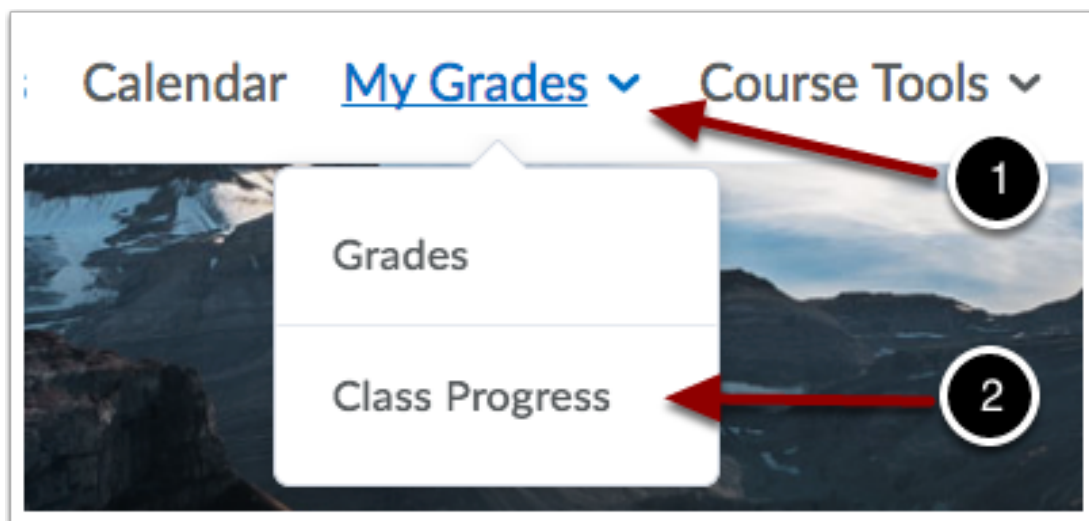 Calendar My Grades Course Tools
1
Grades
Class Progress
2